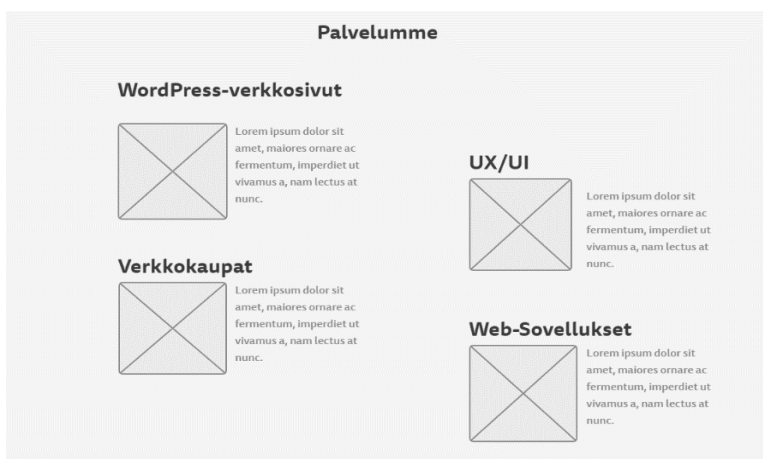 Palvelumme
WordPress-verkkosivut
Lorem ipsum dolor sit
amet, maiores ornare ac
fermentum, imperdiet ut
vivamus a, nam lectus at
nunc.
Verkkokaupat
Lorem ipsum dolor sit
amet, maiores ornare ac
fermentum, imperdiet ut
vivamus a, nam lectus at
nunc.
UX/UI
Lorem ipsum dolor sit
amet, maiores ornare ac
fermentum, imperdiet ut
vivamus a, nam lectus at
nunc.
Web-Sovellukset
Lorem ipsum dolor sit
amet, maiores ornare ac
fermentum, imperdiet ut
vivamus a, nam lectus at
nunc.